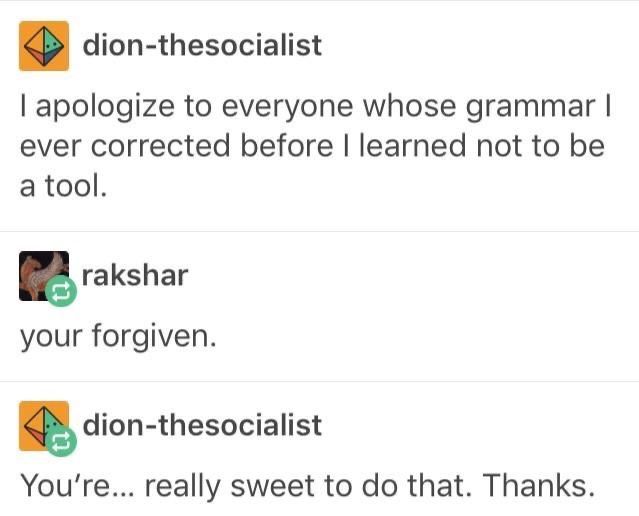 dion-thesocialist
I apologize to everyone whose grammar I
ever corrected before I learned not to be
a tool.
rakshar
your forgiven.
dion-thesocialist
You're... really sweet to do that. Thanks.